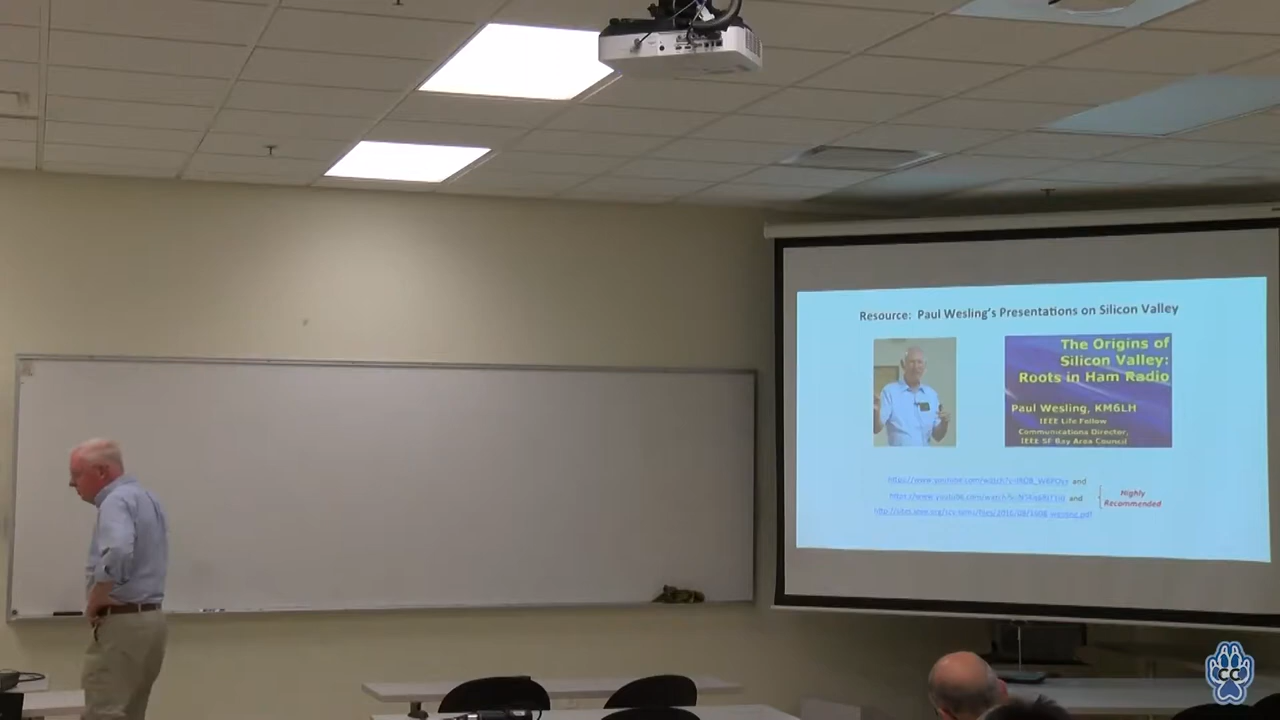 Resource: Paul Wesling's Presentations on Silicon Valley
The Origins of
Silicon Valley:
Roots in Ham Radio
Paul Wesling, KM6LH
IEEE Life Fellow
Communications Director,
IEEE SF Bay Area Council
and
and
Highly
Recommended
CC